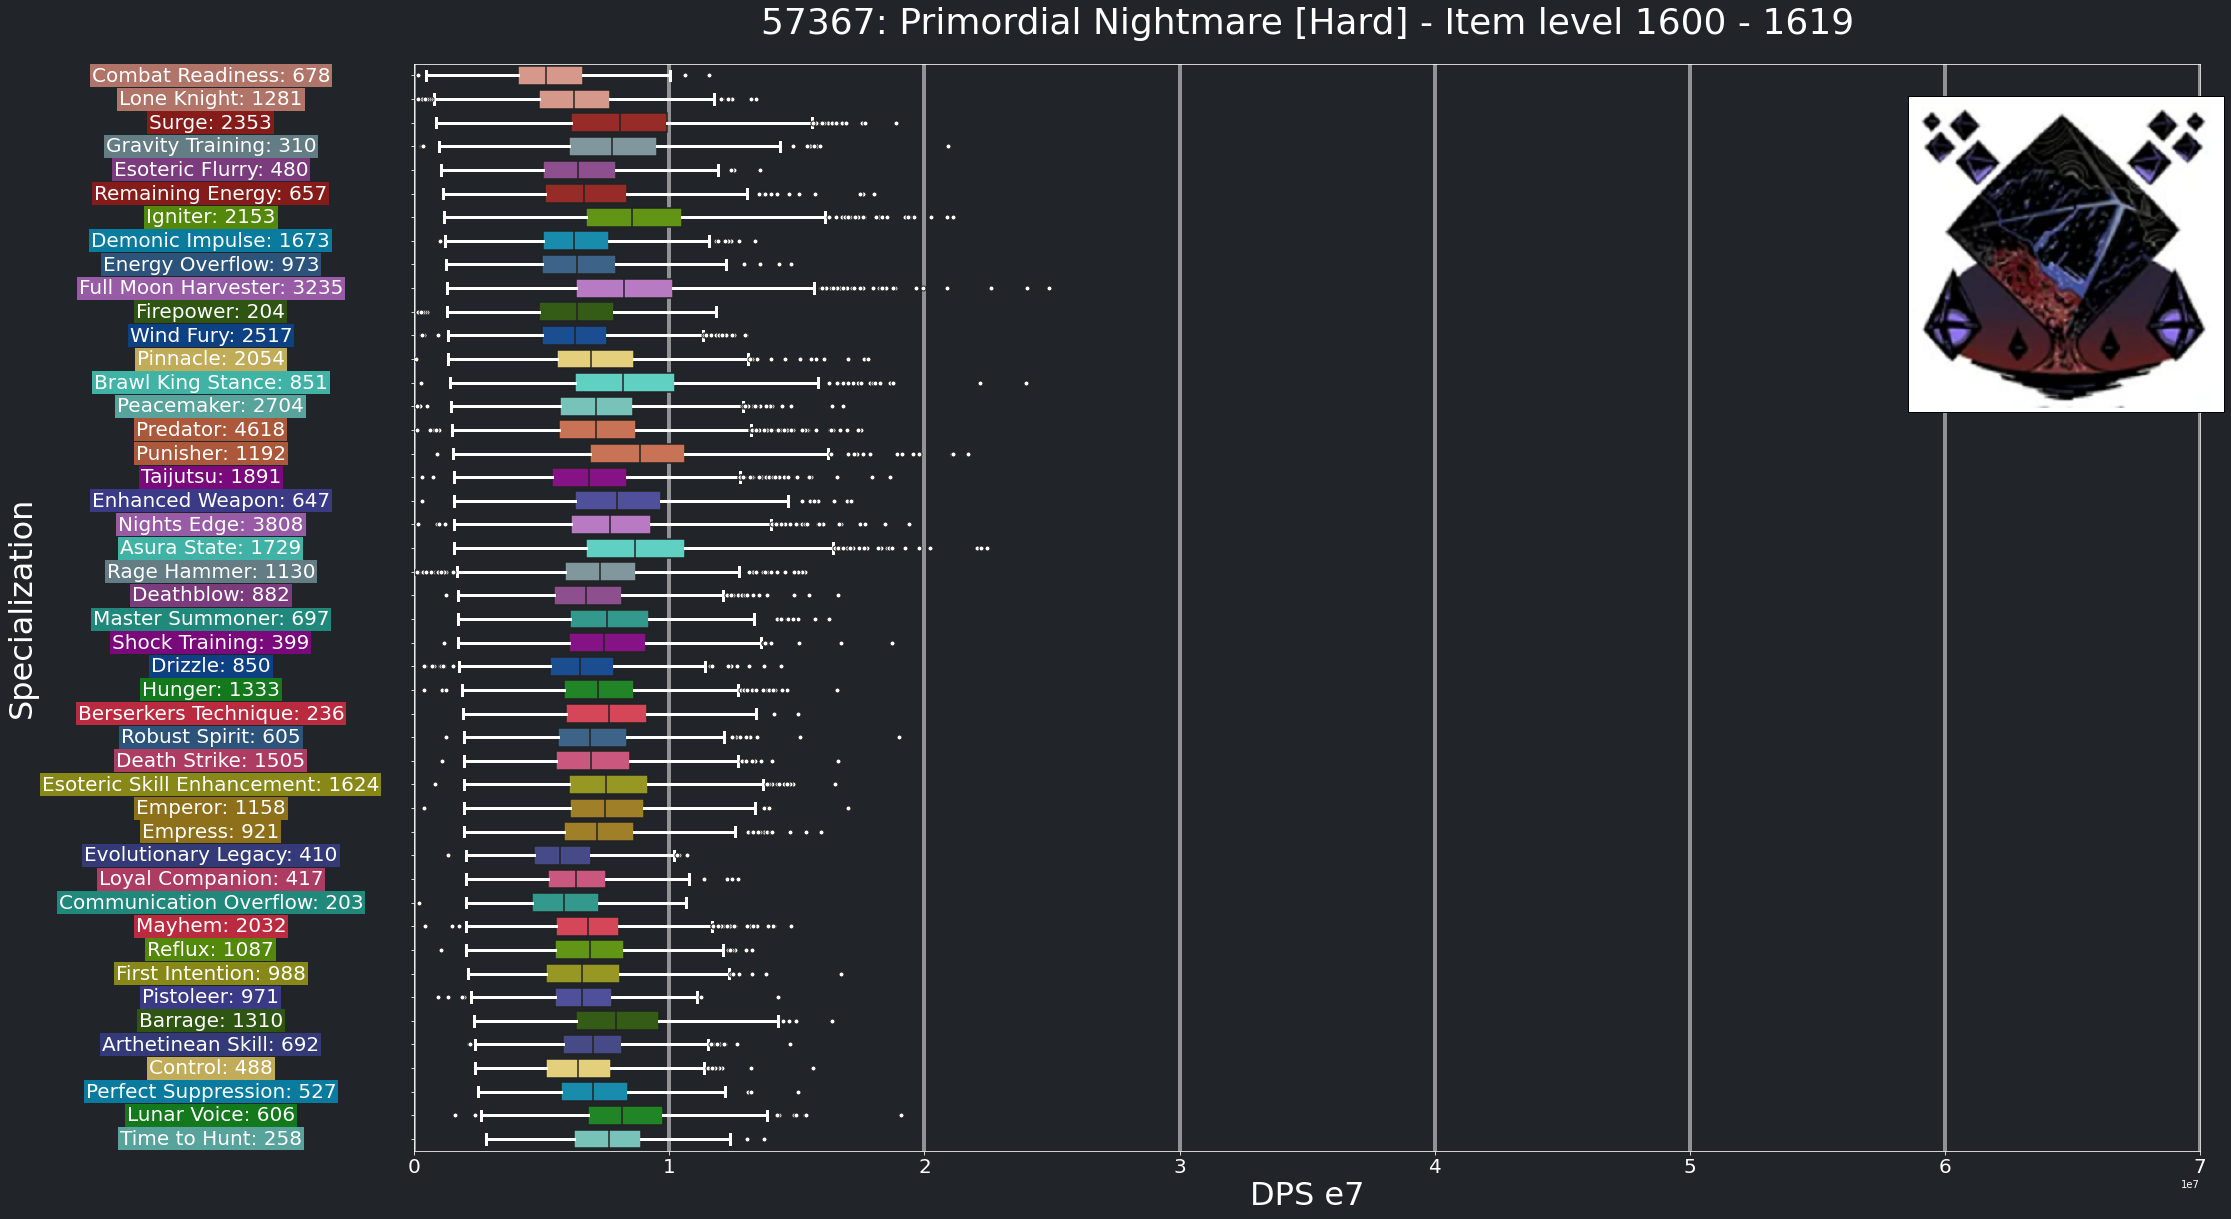 57367: Primordial Nightmare [Hard] - Item level 1600 - 1619
Specialization
Combat Readiness: 678
Lone Knight: 1281
Surge: 2353
Gravity Training: 310
Esoteric Flurry: 480
Remaining Energy: 657
Igniter: 2153
Demonic Impulse: 1673
Energy Overflow: 973
Full Moon Harvester: 3235
Firepower: 204
Wind Fury: 2517
Pinnacle: 2054
Brawl King Stance: 851
Peacemaker: 2704
Predator: 4618
Punisher: 1192
Taijutsu: 1891
Enhanced Weapon: 647
Nights Edge: 3808
Asura State: 1729
Rage Hammer: 1130
Deathblow: 882
Master Summoner: 697
Shock Training: 399
Drizzle: 850
Hunger: 1333
Berserkers Technique: 236
Robust Spirit: 605
Death Strike: 1505
Esoteric Skill Enhancement: 1624
Emperor: 1158
Empress: 921
Evolutionary Legacy: 410
Loyal Companion: 417
Communication Overflow: 203
Mayhem: 2032
Reflux: 1087
First Intention: 988
Pistoleer: 971
Barrage: 1310
Arthetinean Skill: 692
Control: 488
Perfect Suppression: 527
Lunar Voice: 606
Time to Hunt: 258
0 1 2 3 4 5 6 7
1e7
DPS e7